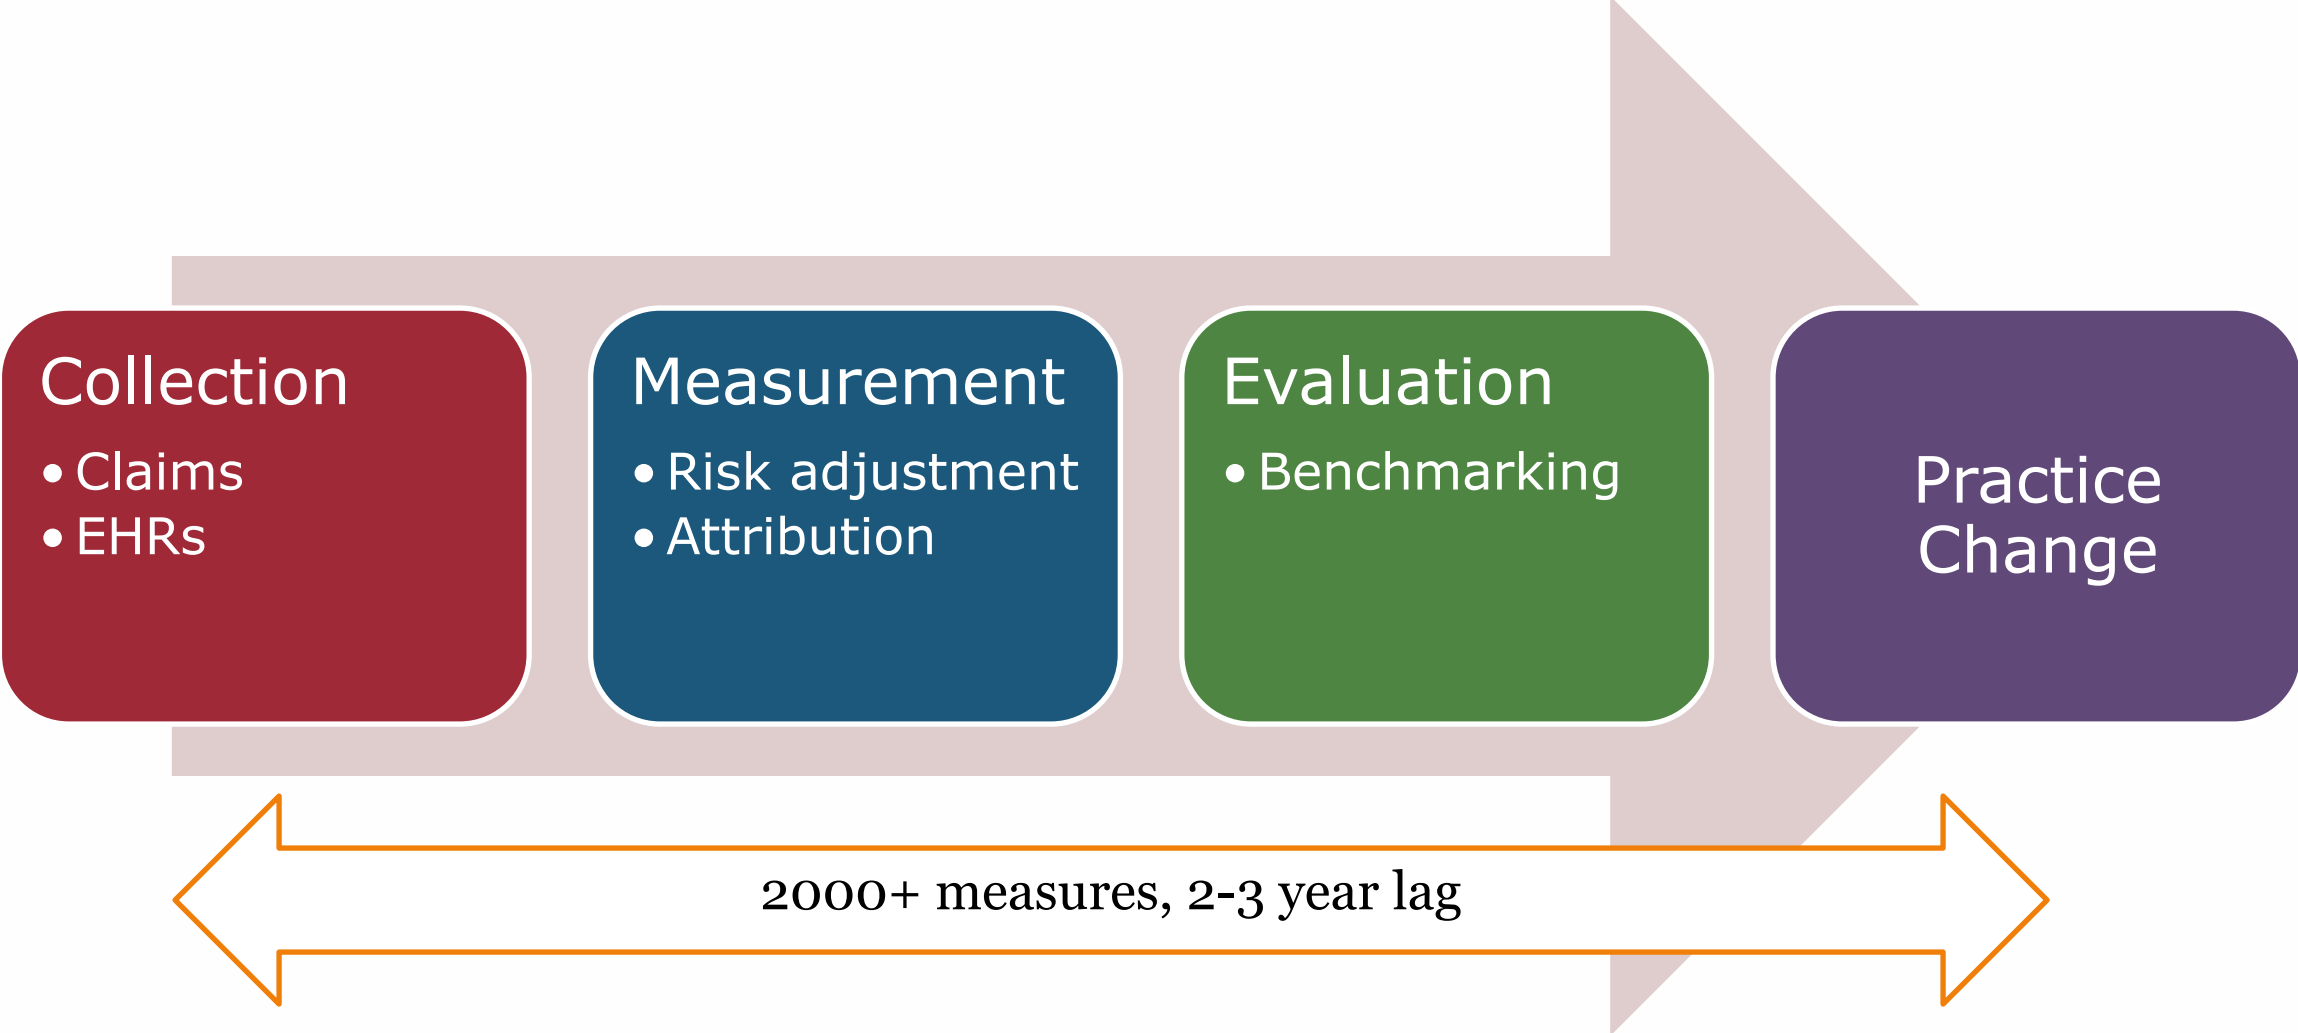 Collection
• Claims
• EHRs
Measurement
• Risk adjustment
• Attribution
Evaluation
• Benchmarking
Practice
Change
2000+ measures, 2-3 year lag